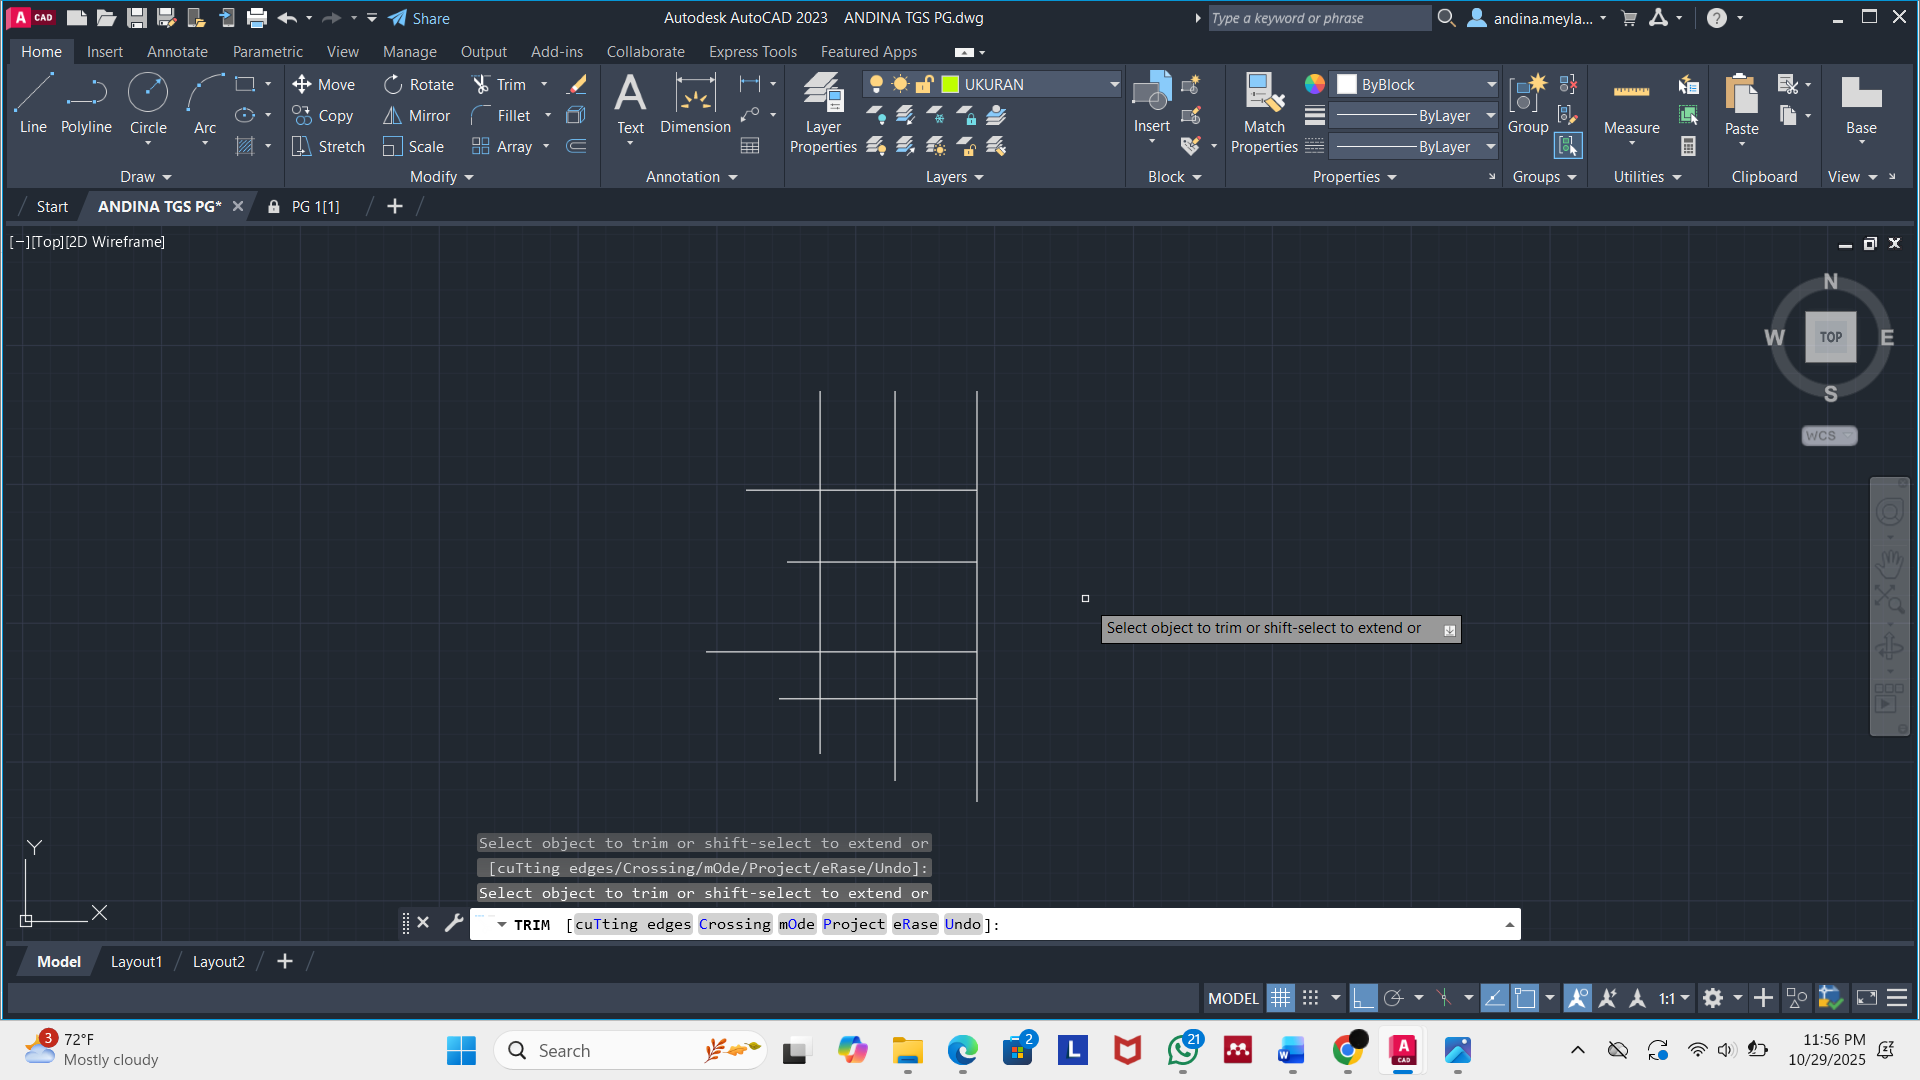 A CAD
Share
Autodesk AutoCAD 2023 ANDINA TGS PG.dwg
Type a keyword or phrase
andina.meyla...
Home Insert Annotate Parametric View Manage Output Add-ins Collaborate Express Tools Featured Apps
Line
Polyline
Circle
Arc
Move
Rotate
Trim
Copy
Mirror
Fillet
Stretch
Scale
Array
Text
Dimension
Layer Properties
UKURAN
Insert
Match Properties
ByBlock
ByLayer
ByLayer
Group
Measure
Paste
Base
Draw
Modify
Annotation
Layers
Block
Properties
Groups
Utilities
Clipboard
View
Start ANDINA TGS PG* PG 1[1]
[−][Top][2D Wireframe]
N
W TOP E
S
WCS
Select object to trim or shift-select to extend or
Select object to trim or shift-select to extend or
[cuTting edges/Crossing/mOde/Project/eRase/Undo]:
Select object to trim or shift-select to extend or
TRIM [cuTting edges Crossing mOde Project eRase Undo]:
Y
X
Model Layout1 Layout2
MODEL 1:1
3
72°F
Mostly cloudy
Search
2
L
21
W
A CAD
11:56 PM
10/29/2025